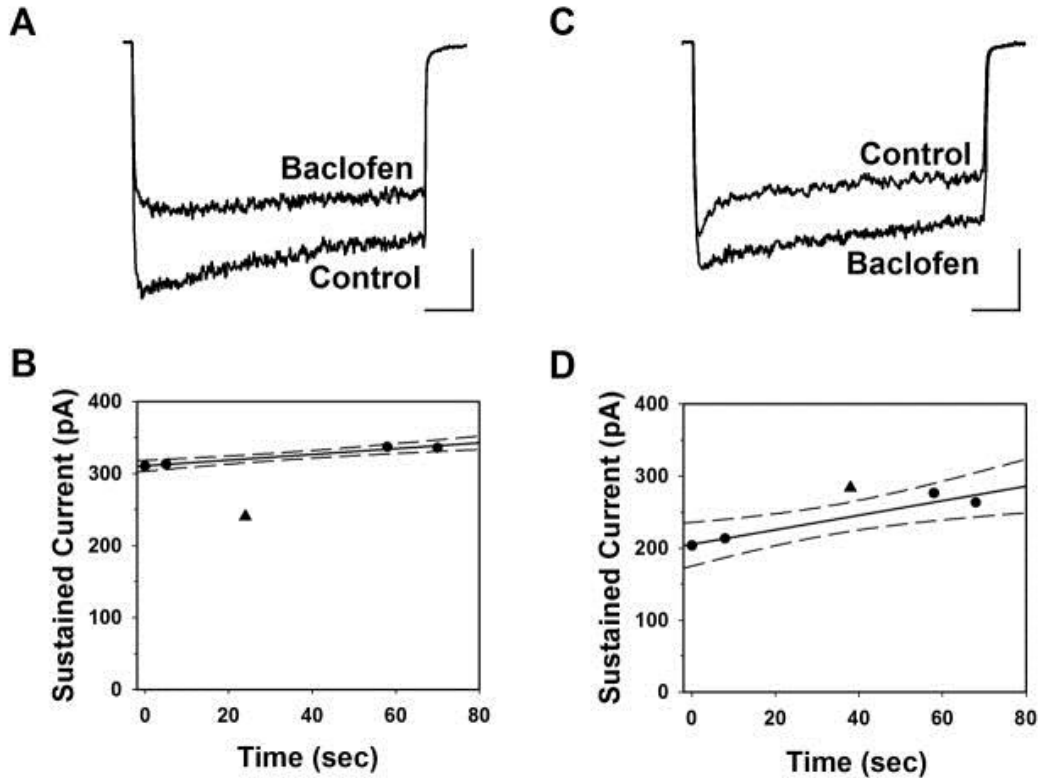 A
Baclofen
Control
C
Control
Baclofen
B
Sustained Current (pA)
400
300
200
100
0
0 20 40 60 80
Time (sec)
D
Sustained Current (pA)
400
300
200
100
0
0 20 40 60 80
Time (sec)